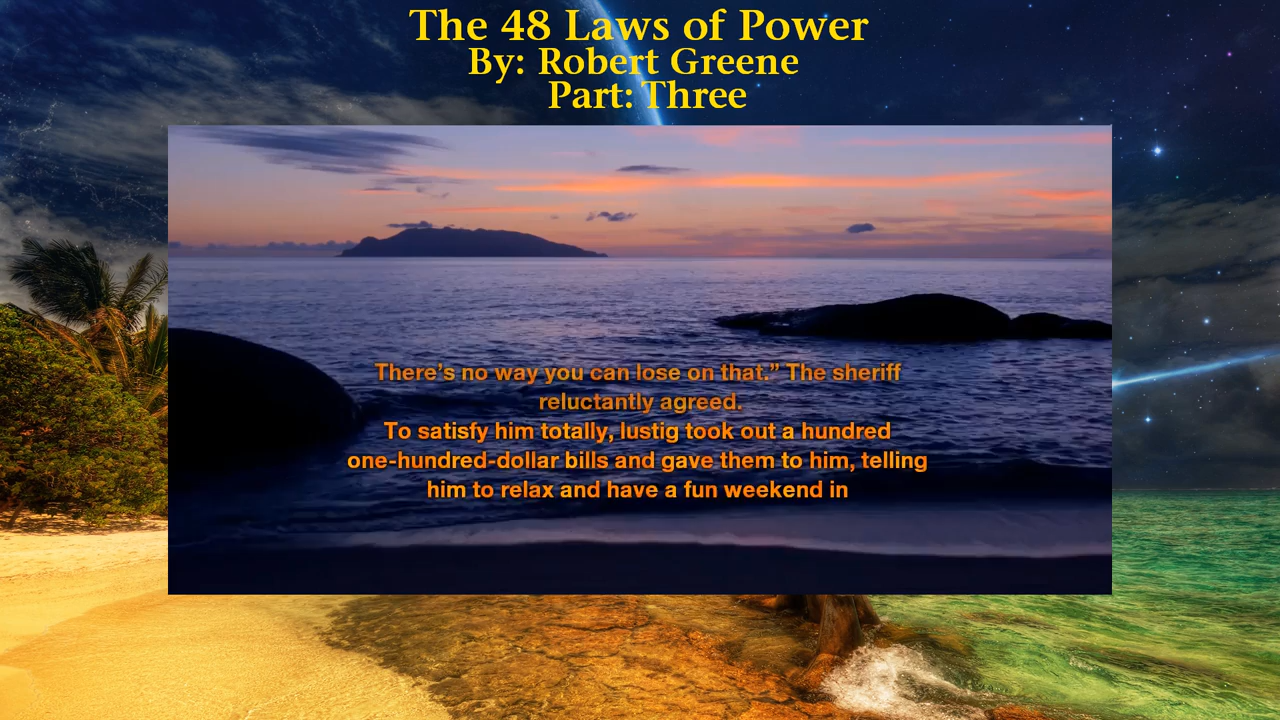 The 48 Laws of Power
By: Robert Greene
Part: Three
There’s no way you can lose on that.” The sheriff
reluctantly agreed.
To satisfy him totally, lustig took out a hundred
one-hundred-dollar bills and gave them to him, telling
him to relax and have a fun weekend in